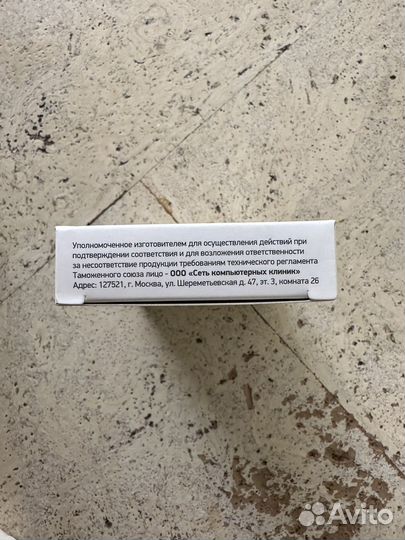 Уполномоченное изготовителем для осуществления действий при
подтверждении соответствия и для возложения ответственности
за несоответствие продукции требованиям технического регламента
Таможенного союза лицо - ООО «Сеть компьютерных клиник»
Адрес: 127521, г. Москва, ул. Шереметьевская д. 47, эт. 3, комната 26
Avito